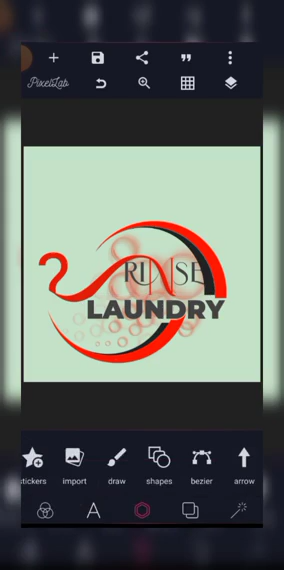 PixelLab
RINSE
LAUNDRY
stickers
import
draw
shapes
bezier
arrow
A